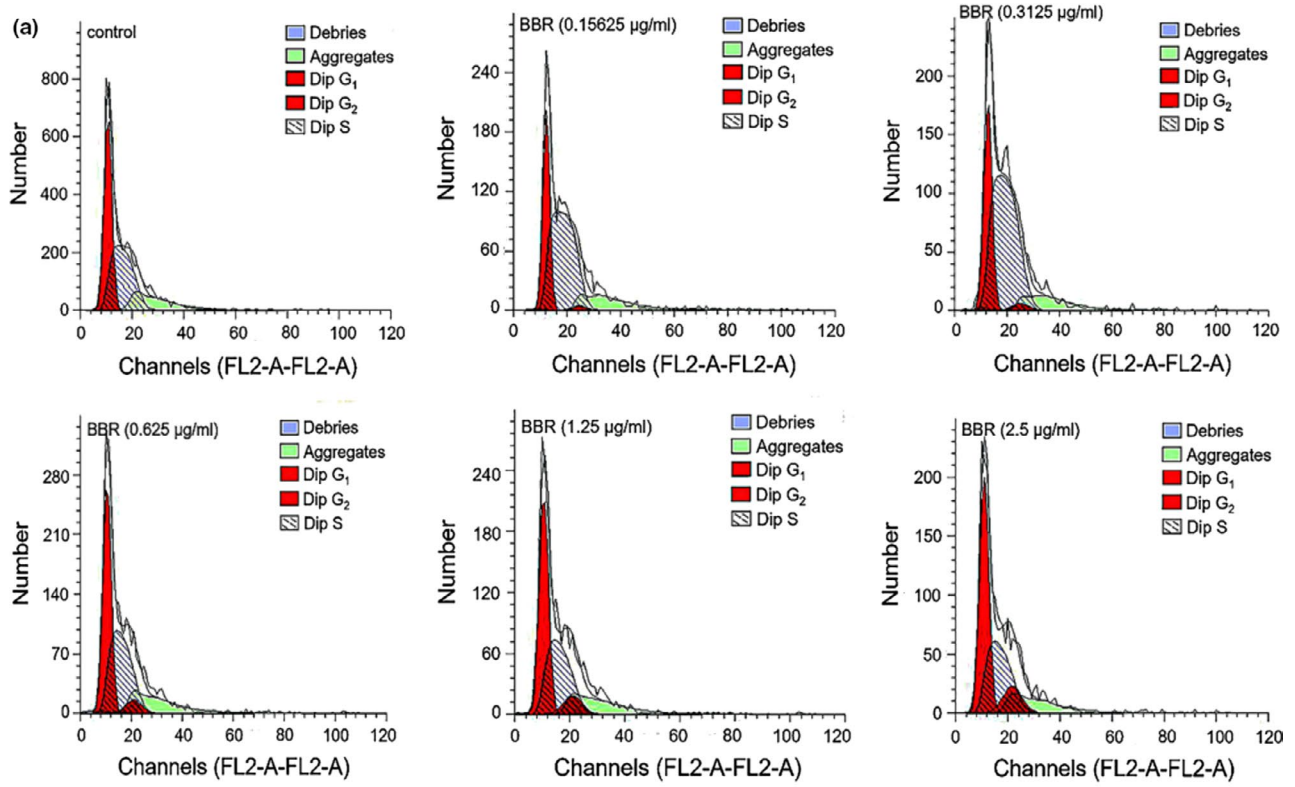 (a)
control
Debries
Aggregates
Dip G₁
Dip G₂
Dip S
800
600
400
200
0
Number
0 20 40 60 80 100 120
Channels (FL2-A-FL2-A)
BBR (0.15625 µg/ml)
Debries
Aggregates
Dip G₁
Dip G₂
Dip S
240
180
120
60
0
Number
0 20 40 60 80 100 120
Channels (FL2-A-FL2-A)
BBR (0.3125 µg/ml)
Debries
Aggregates
Dip G₁
Dip G₂
Dip S
200
150
100
50
0
Number
0 20 40 60 80 100 120
Channels (FL2-A-FL2-A)
BBR (0.625 µg/ml)
Debries
Aggregates
Dip G₁
Dip G₂
Dip S
280
210
140
70
0
Number
0 20 40 60 80 100 120
Channels (FL2-A-FL2-A)
BBR (1.25 µg/ml)
Debries
Aggregates
Dip G₁
Dip G₂
Dip S
240
180
120
60
0
Number
0 20 40 60 80 100 120
Channels (FL2-A-FL2-A)
BBR (2.5 µg/ml)
Debries
Aggregates
Dip G₁
Dip G₂
Dip S
200
150
100
50
0
Number
0 20 40 60 80 100 120
Channels (FL2-A-FL2-A)